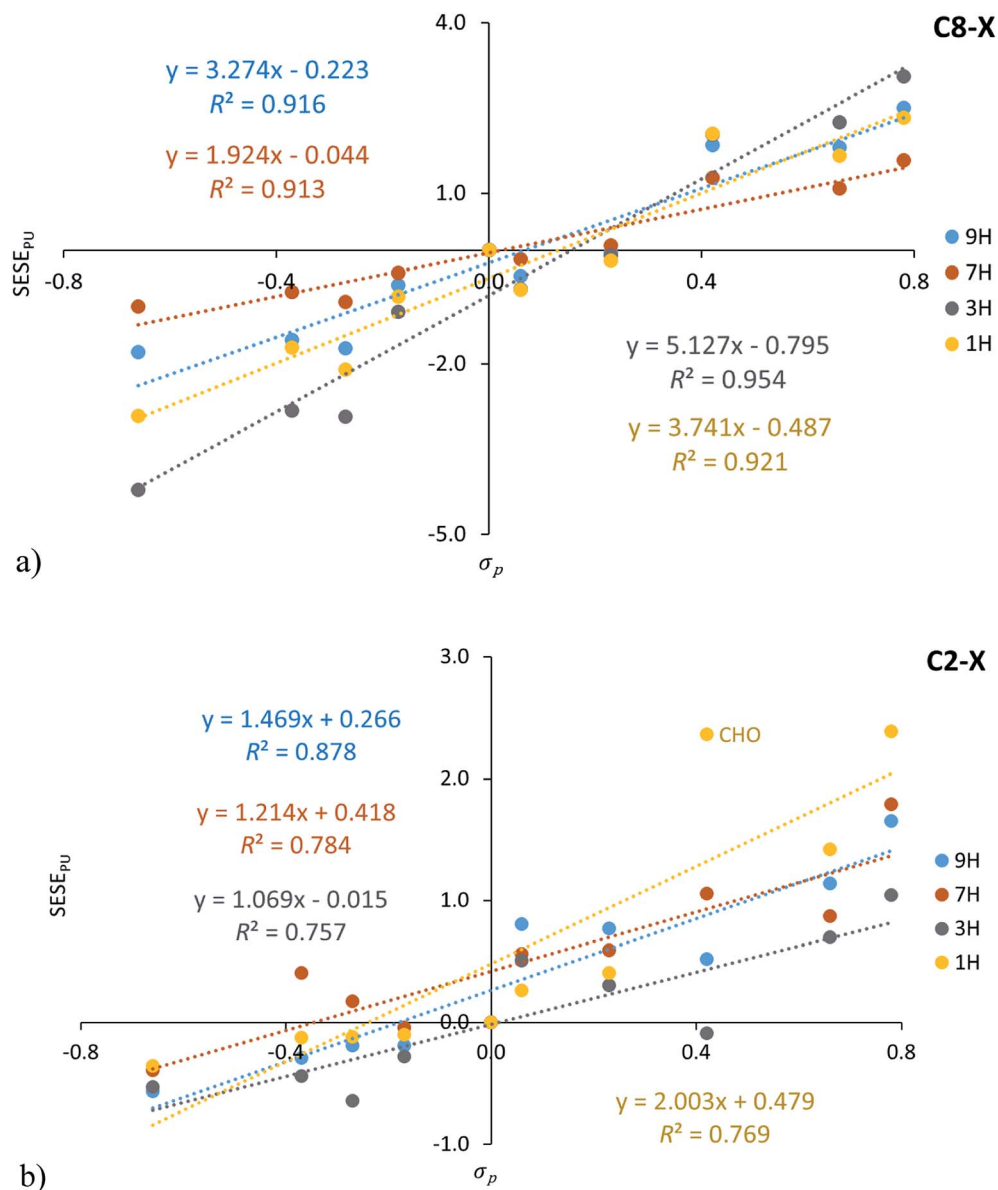 C8-X
4.0
y = 3.274x - 0.223
R² = 0.916
y = 1.924x - 0.044
R² = 0.913
1.0
SESE_PU
-0.8
-0.4
0.0
0.4
0.8
9H
7H
3H
1H
-2.0
y = 5.127x - 0.795
R² = 0.954
y = 3.741x - 0.487
R² = 0.921
-5.0
a)
σ_p
C2-X
3.0
y = 1.469x + 0.266
R² = 0.878
CHO
2.0
y = 1.214x + 0.418
R² = 0.784
SESE_PU
y = 1.069x - 0.015
R² = 0.757
1.0
9H
7H
3H
1H
0.0
-0.8
-0.4
0.0
0.4
0.8
y = 2.003x + 0.479
R² = 0.769
-1.0
b)
σ_p